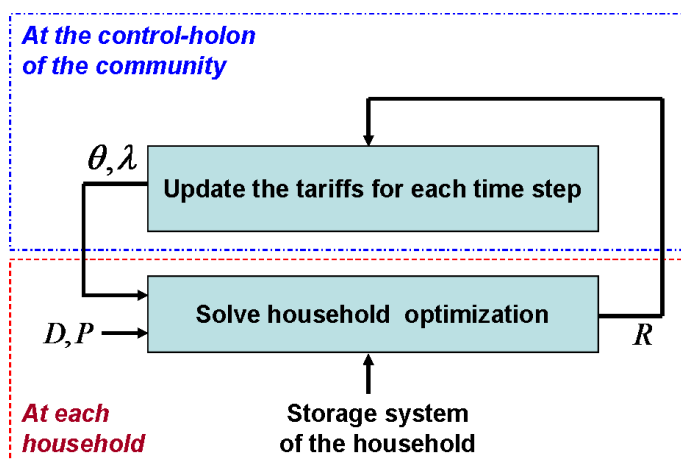 At the control-holon
of the community
θ, λ
Update the tariffs for each time step
Solve household optimization
D, P
R
At each
household
Storage system
of the household